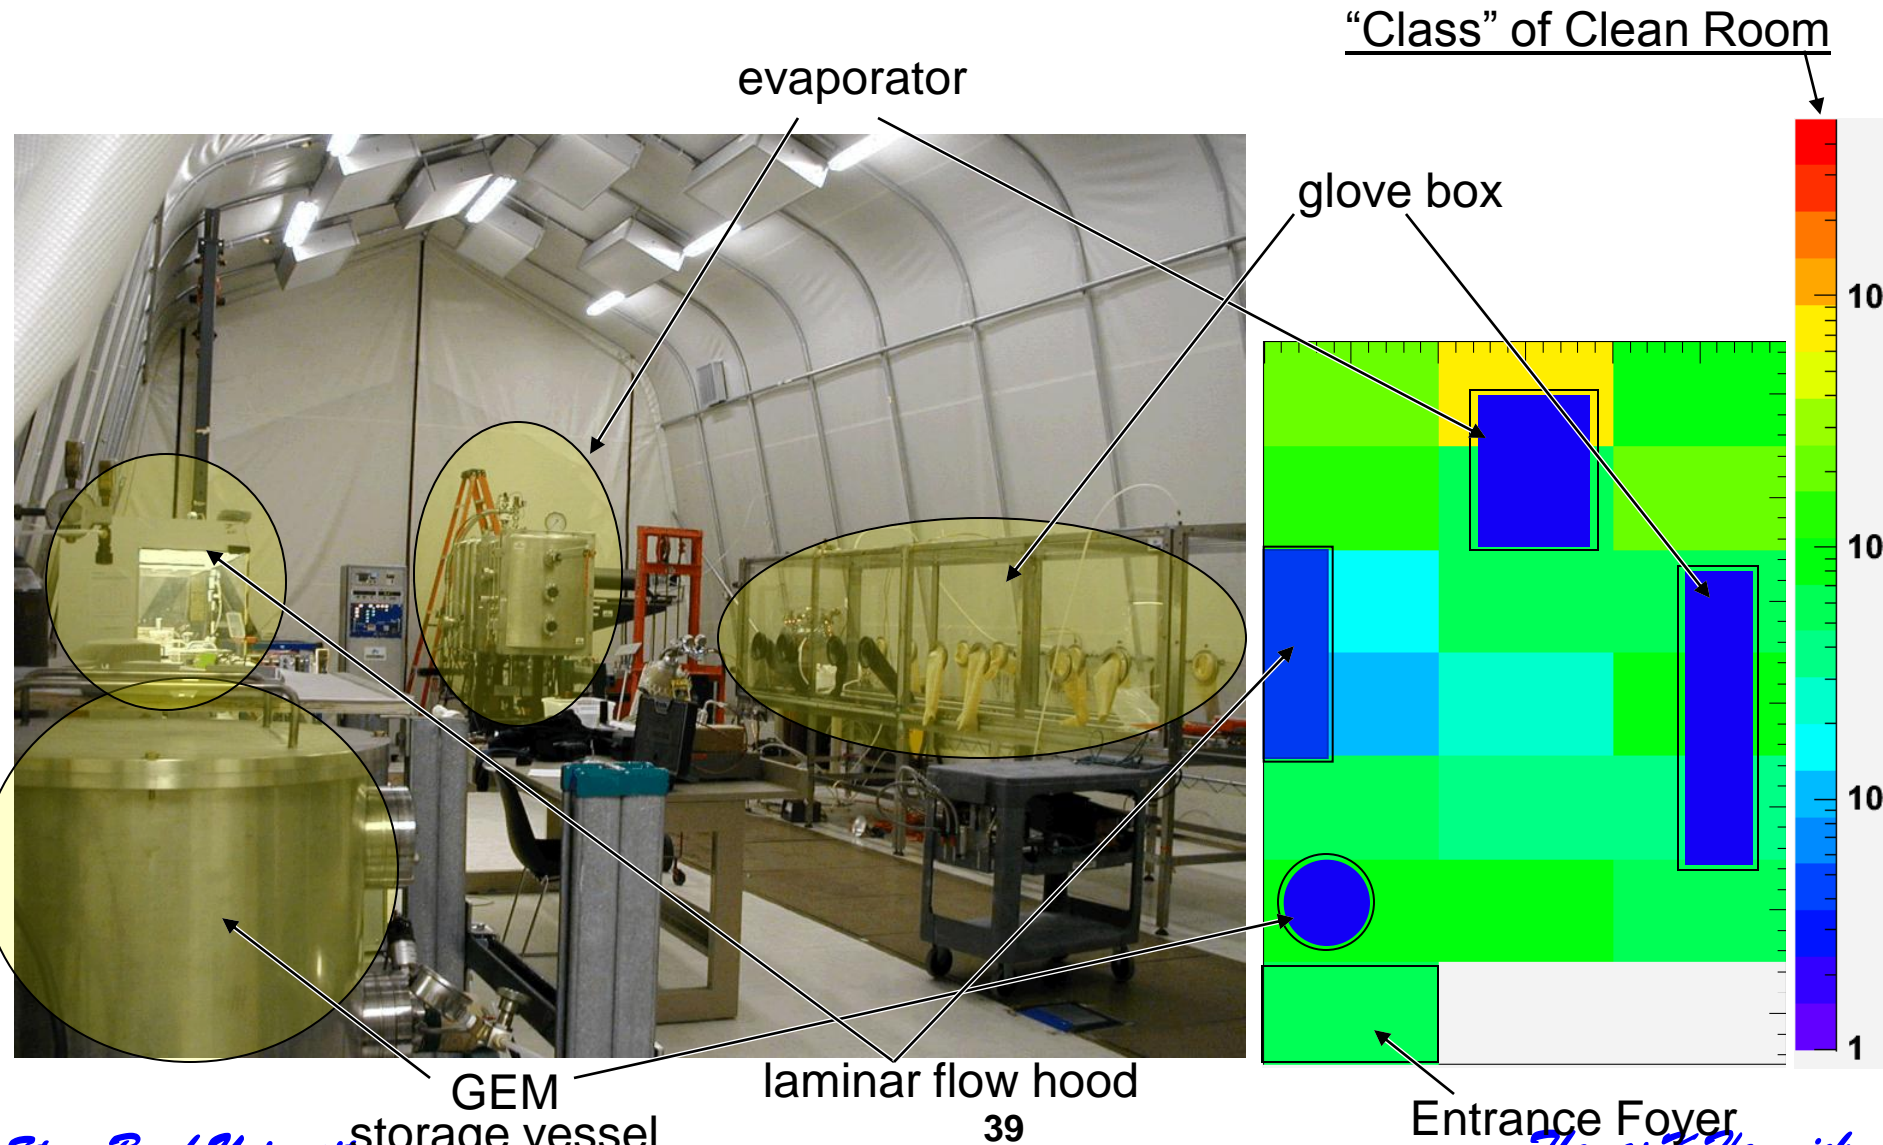 “Class” of Clean Room
evaporator
glove box
10
10
10
1
GEM
storage vessel
laminar flow hood
39
Entrance Foyer